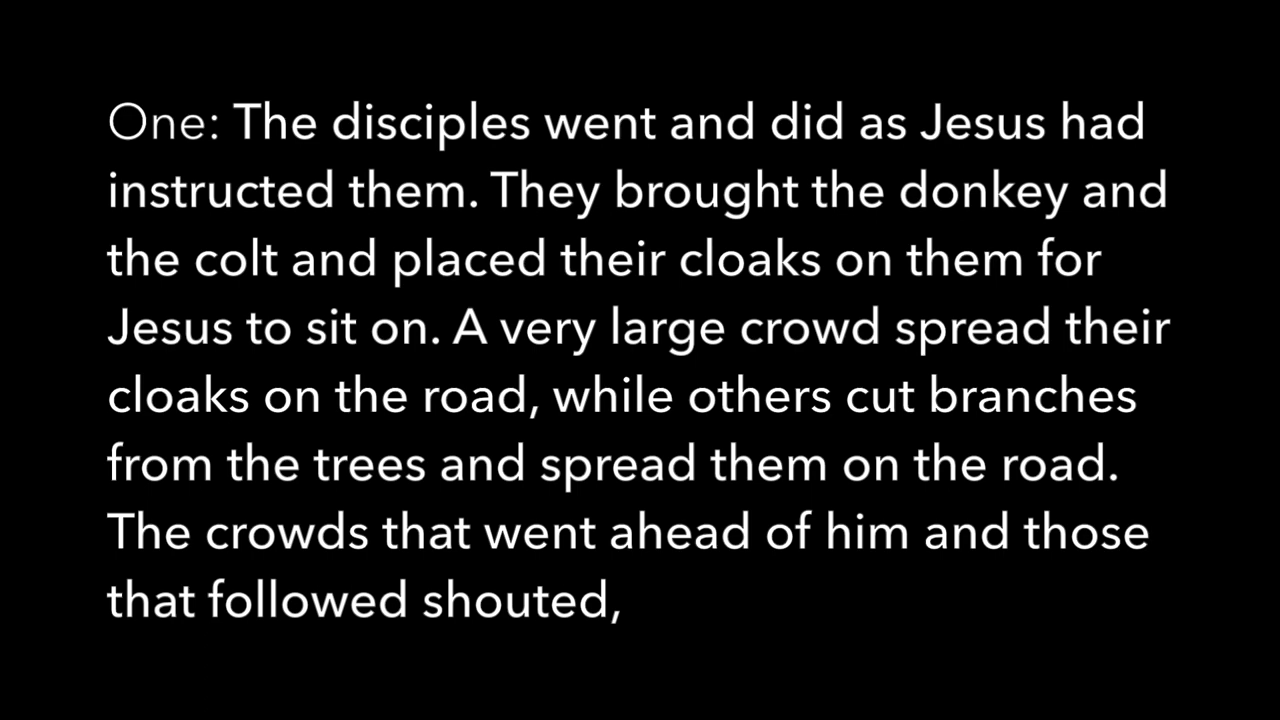 One: The disciples went and did as Jesus had
instructed them. They brought the donkey and
the colt and placed their cloaks on them for
Jesus to sit on. A very large crowd spread their
cloaks on the road, while others cut branches
from the trees and spread them on the road.
The crowds that went ahead of him and those
that followed shouted,